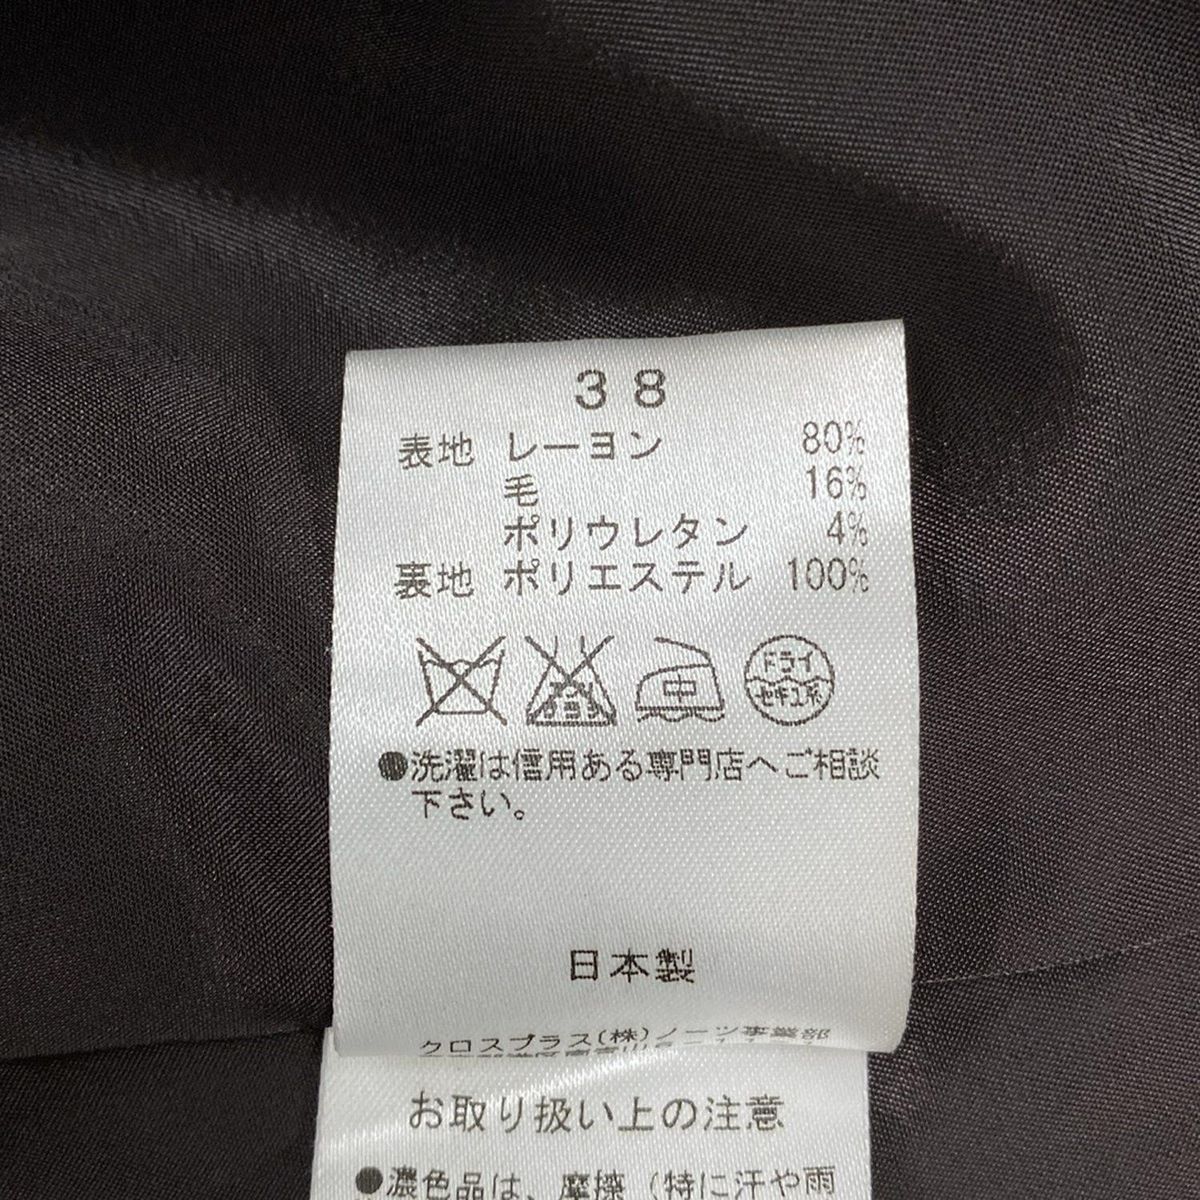 38
表地 レーヨン 80%
毛 16%
ポリウレタン 4%
裏地 ポリエステル 100%
中 ドライ
セキユ系
●洗濯は信用ある専門店へご相談
下さい。
日本製
クロスプラス(株)ノーツ事業部
お取り扱い上の注意
●濃色品は、摩擦(特に汗や雨